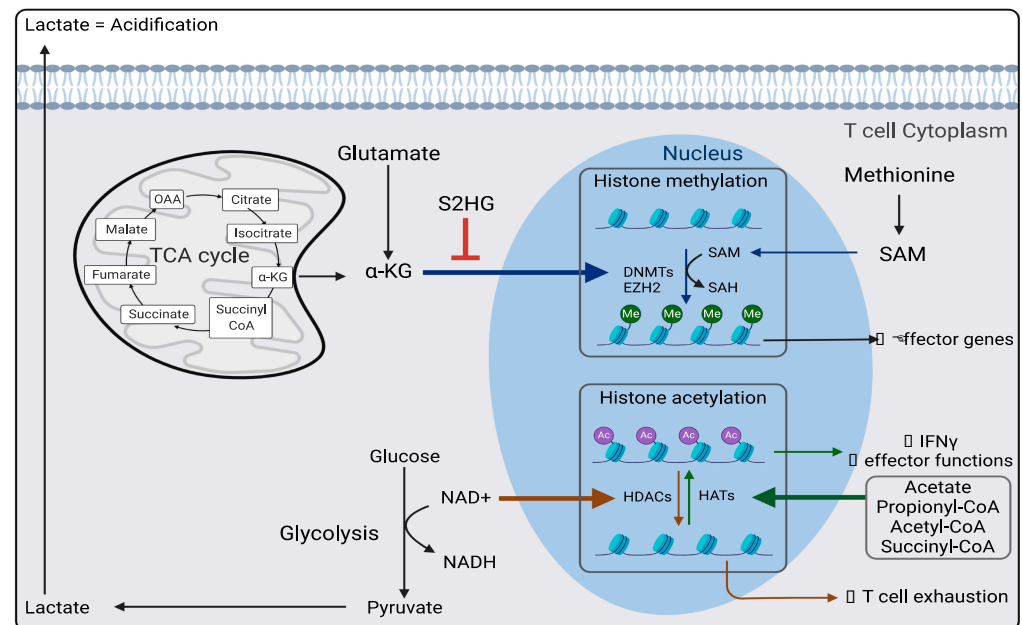 Lactate = Acidification
T cell Cytoplasm
Glutamate
Nucleus
Histone methylation
Methionine
OAA
Citrate
S2HG
Malate
Isocitrate
TCA cycle
SAM
SAM
Fumarate
α-KG
α-KG
DNMTs
EZH2
SAH
Succinate
Succinyl
CoA
Me Me Me Me
genes
Histone acetylation
Ac Ac Ac Ac
IFNγ
effector functions
Glucose
NAD+
HDACs
HATs
Acetate
Propionyl-CoA
Acetyl-CoA
Succinyl-CoA
Glycolysis
NADH
T cell exhaustion
Lactate
Pyruvate